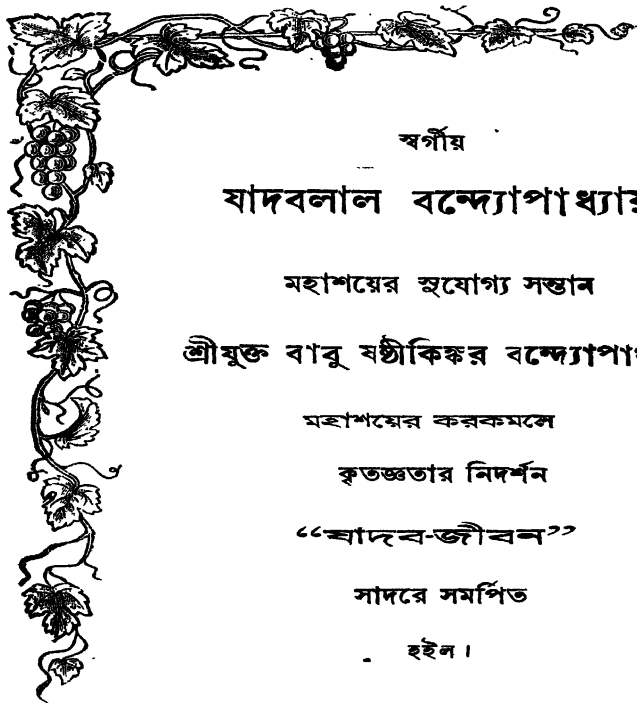 স্বর্গীয়
যাদবলাল বন্দ্যোপাধ্যায়
মহাশয়ের সুযোগ্য সন্তান
শ্রীযুক্ত বাবু ষষ্ঠীকিঙ্কর বন্দ্যোপা
মহাশয়ের করকমলে
কৃতজ্ঞতার নিদর্শন
“যাদব-জীবন”
সাদরে সমর্পিত
হইল।